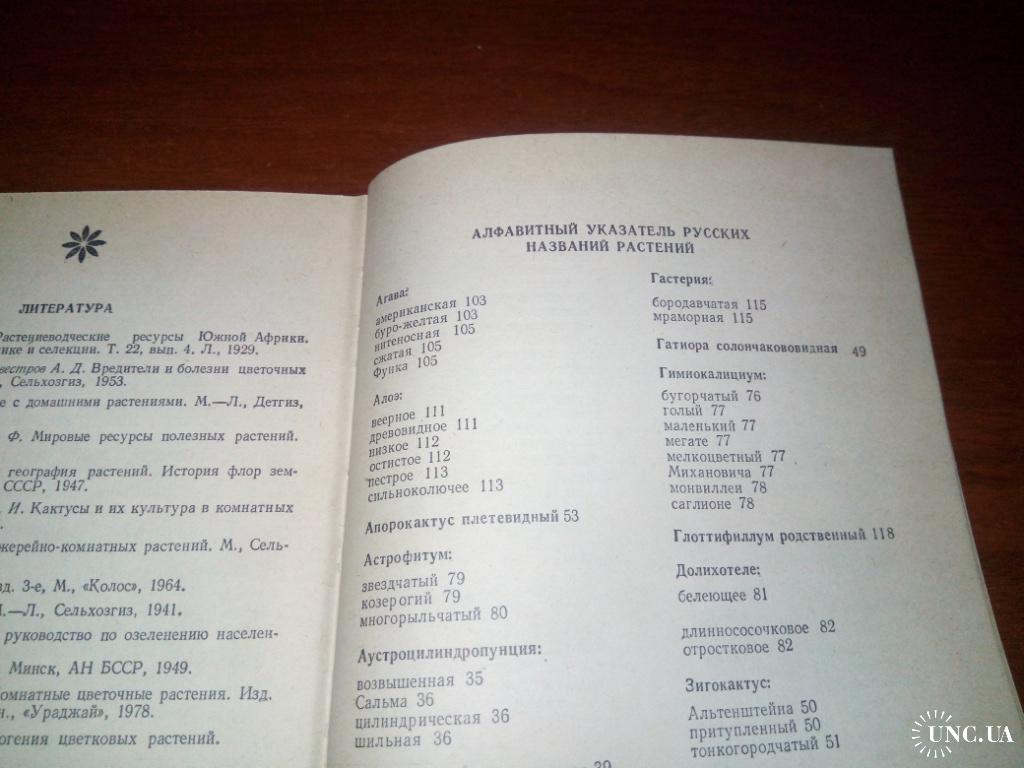 ЛИТЕРАТУРА
Растениеводческие ресурсы Южной Африки.
ике и селекции. Т. 22, вып. 4. Л., 1929.
вестров А. Д. Вредители и болезни цветочных
, Сельхозгиз, 1953.
е с домашними растениями. М.—Л., Детгиз,
Ф. Мировые ресурсы полезных растений.
география растений. История флор зем-
СССР, 1947.
И. Кактусы и их культура в комнатных
жерейно-комнатных растений. М., Сель-
зд. 3-е, М., «Колос», 1964.
М.—Л., Сельхозгиз, 1941.
руководство по озеленению населен-
Минск, АН БССР, 1949.
Комнатные цветочные растения. Изд.
н., «Ураджай», 1978.
огения цветковых растений.
АЛФАВИТНЫЙ УКАЗАТЕЛЬ РУССКИХ
НАЗВАНИЙ РАСТЕНИЙ
Агава:
американская 103
буро-желтая 103
нитеносная 105
сжатая 105
Функа 105
Алоэ:
веерное 111
древовидное 111
низкое 112
остистое 112
пестрое 113
сильноколючее 113
Апорокактус плетевидный 53
Астрофитум:
звездчатый 79
козерогий 79
многорыльчатый 80
Аустроцилиндропунция:
возвышенная 35
Сальма 36
цилиндрическая 36
шильная 36
39
Гастерия:
бородавчатая 115
мраморная 115
Гатиора солончаковидная 49
Гимнокалициум:
бугорчатый 76
голый 77
маленький 77
мегате 77
мелкоцветный 77
Михановича 77
монвиллеи 78
саглионе 78
Глоттифиллум родственный 118
Долихотеле:
белеющее 81
длиннососочковое 82
отростковое 82
Зигокактус:
Альтенштейна 50
притупленный 50
тонкогородчатый 51
UNC.UA